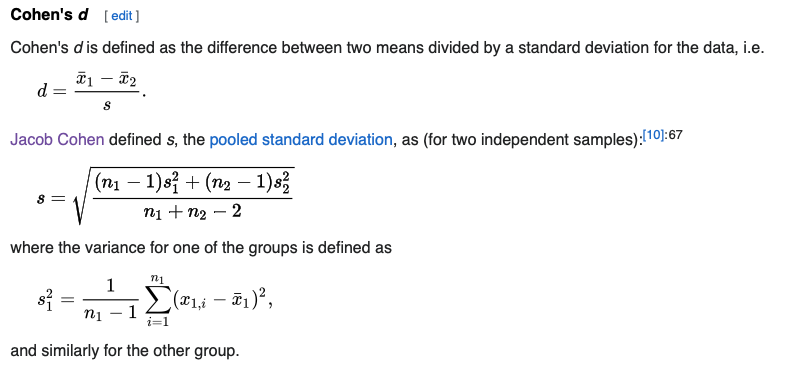 Cohen's d [ edit ]
Cohen's d is defined as the difference between two means divided by a standard deviation for the data, i.e.
d = \frac{\bar{x}_1 - \bar{x}_2}{s}.
Jacob Cohen defined s, the pooled standard deviation, as (for two independent samples):[10]:67
s = \sqrt{\frac{(n_1 - 1)s_1^2 + (n_2 - 1)s_2^2}{n_1 + n_2 - 2}}
where the variance for one of the groups is defined as
s_1^2 = \frac{1}{n_1 - 1} \sum_{i=1}^{n_1} (x_{1,i} - \bar{x}_1)^2,
and similarly for the other group.